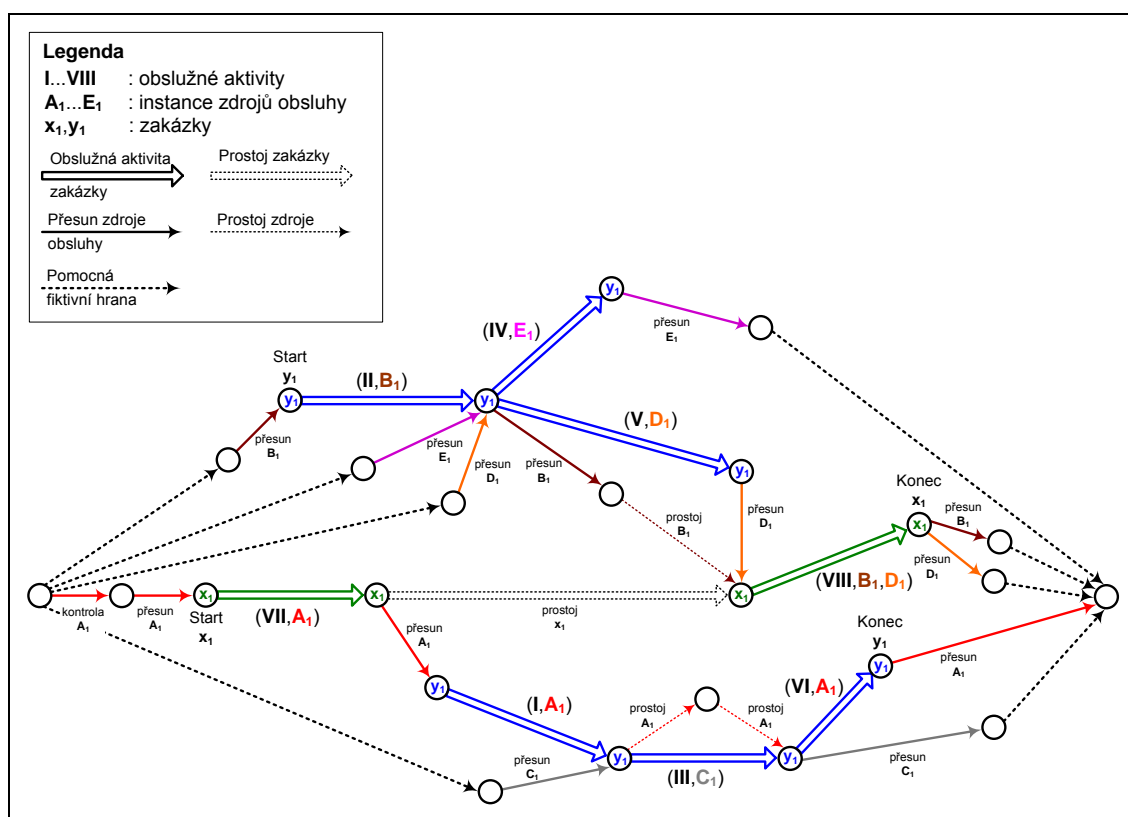 Legenda
I...VIII : obslužné aktivity
A1...E1 : instance zdrojů obsluhy
x1,y1 : zakázky
Obslužná aktivita
zakázky
Prostoj zakázky
Přesun zdroje
obsluhy
Prostoj zdroje
Pomocná
fiktivní hrana
y1
přesun
E1
(IV,E1)
Start
y1
y1
(II,B1)
y1
přesun
B1
přesun
E1
přesun
D1
přesun
B1
(V,D1)
y1
prostoj
B1
přesun
D1
Konec
x1
x1
přesun
B1
přesun
D1
(VIII,B1,D1)
kontrola
A1
přesun
A1
x1
Start
x1
(VII,A1)
x1
prostoj
x1
x1
přesun
A1
y1
(I,A1)
prostoj
A1
prostoj
A1
Konec
y1
y1
(VI,A1)
přesun
A1
y1
(III,C1)
y1
přesun
C1
přesun
C1